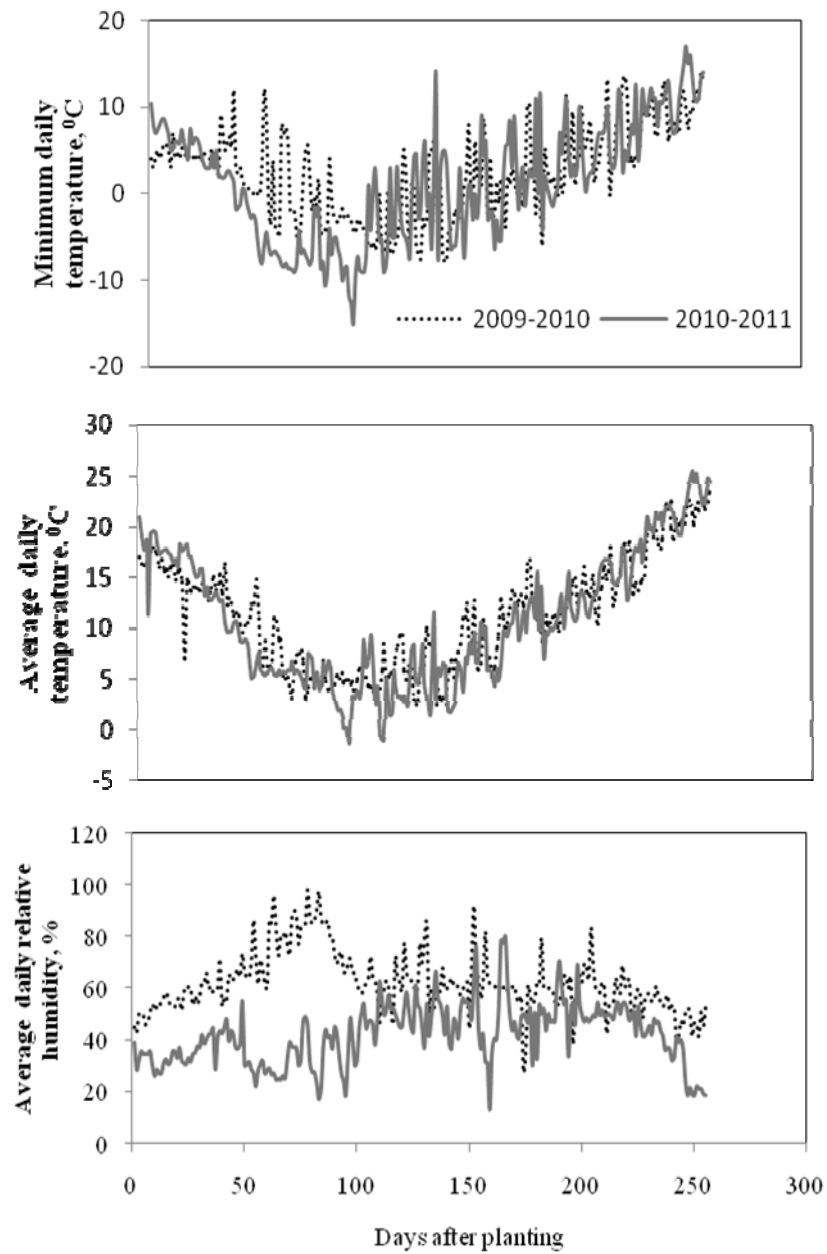 20
10
0
-10
-20
Minimum daily
temperature, ⁰C
2009-2010
2010-2011
30
25
20
15
10
5
0
-5
Average daily
temperature. ⁰C
120
100
80
60
40
20
0
Average daily relative
humidity, %
0 50 100 150 200 250 300
Days after planting